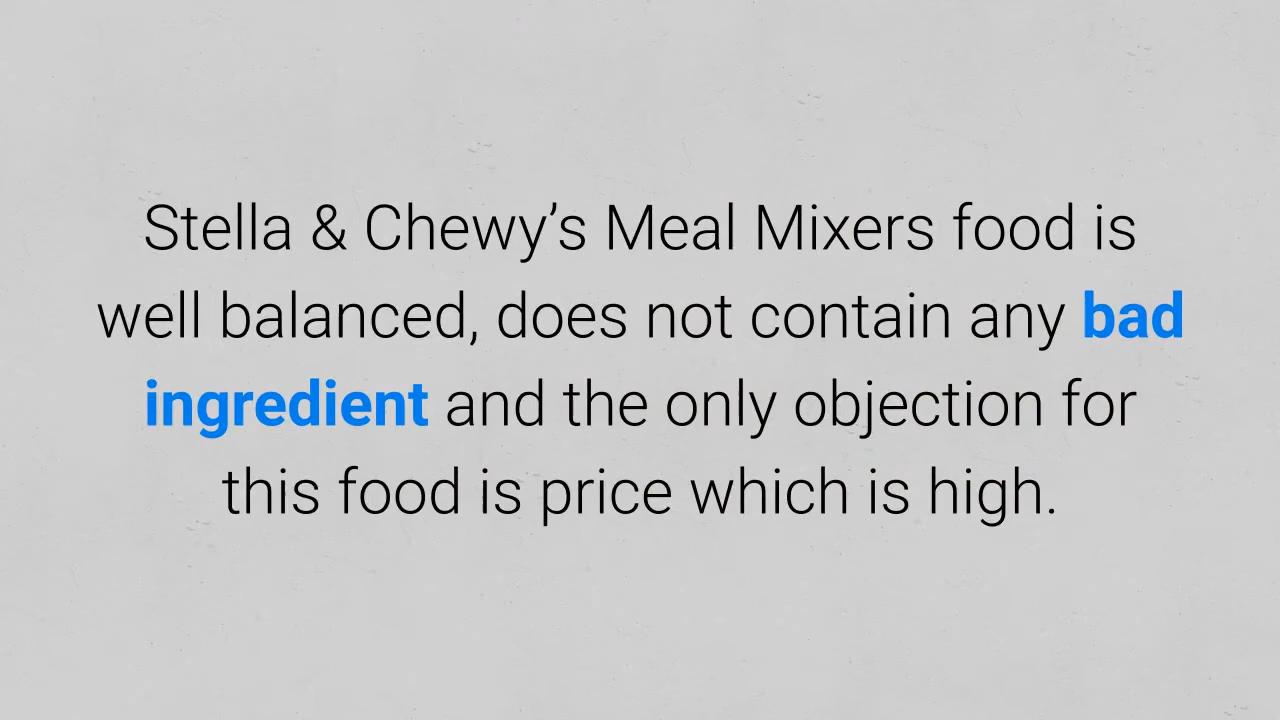 Stella & Chewy’s Meal Mixers food is
well balanced, does not contain any bad
ingredient and the only objection for
this food is price which is high.